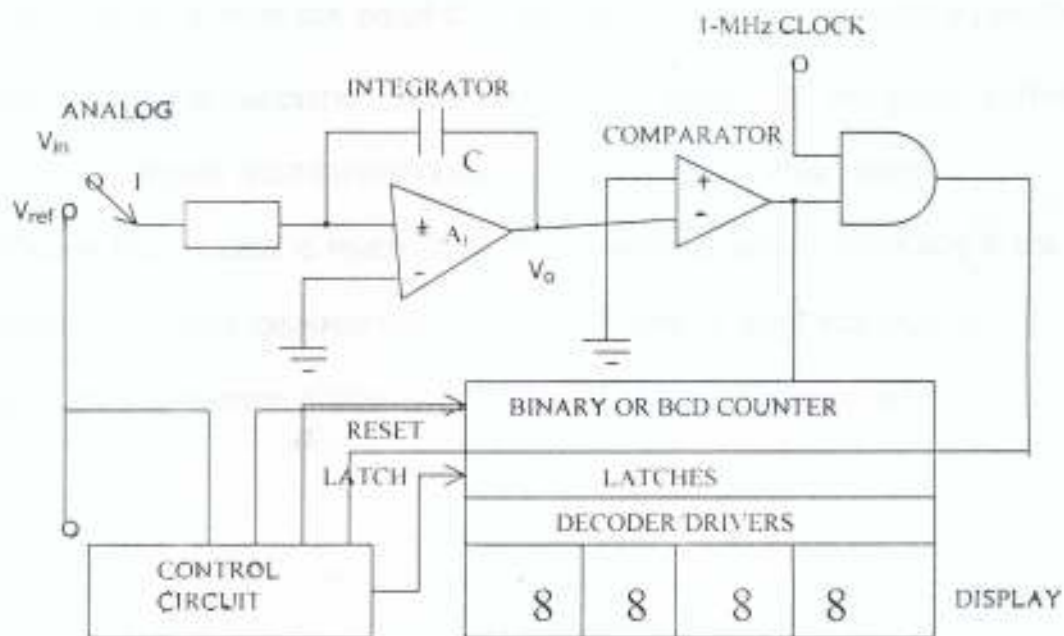 1-MHz CLOCK
INTEGRATOR
ANALOG
V_in
COMPARATOR
C
I
V_ref
+
-
A₁
V_o
+
-
BINARY OR BCD COUNTER
RESET
LATCH
LATCHES
DECODER DRIVERS
CONTROL
CIRCUIT
8 8 8 8
DISPLAY